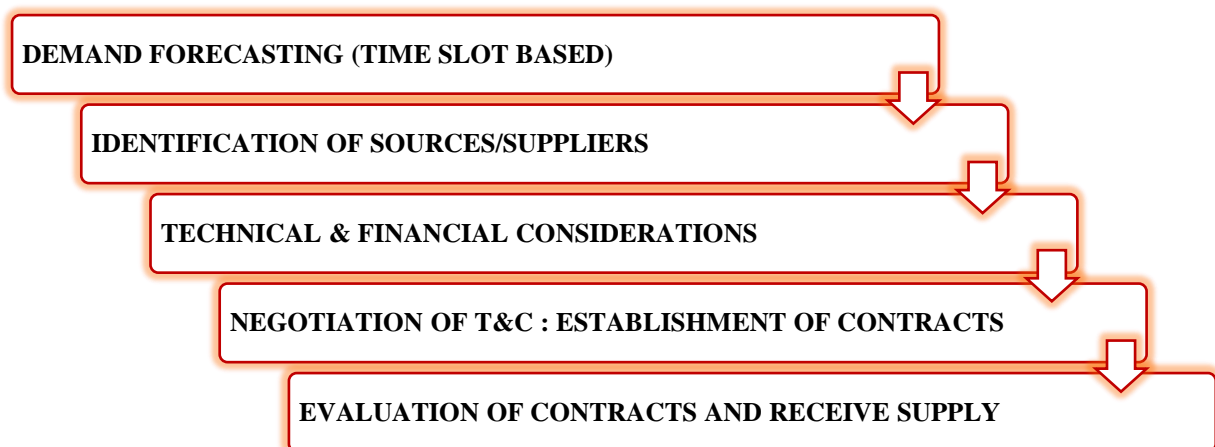 DEMAND FORECASTING (TIME SLOT BASED)
IDENTIFICATION OF SOURCES/SUPPLIERS
TECHNICAL & FINANCIAL CONSIDERATIONS
NEGOTIATION OF T&C : ESTABLISHMENT OF CONTRACTS
EVALUATION OF CONTRACTS AND RECEIVE SUPPLY